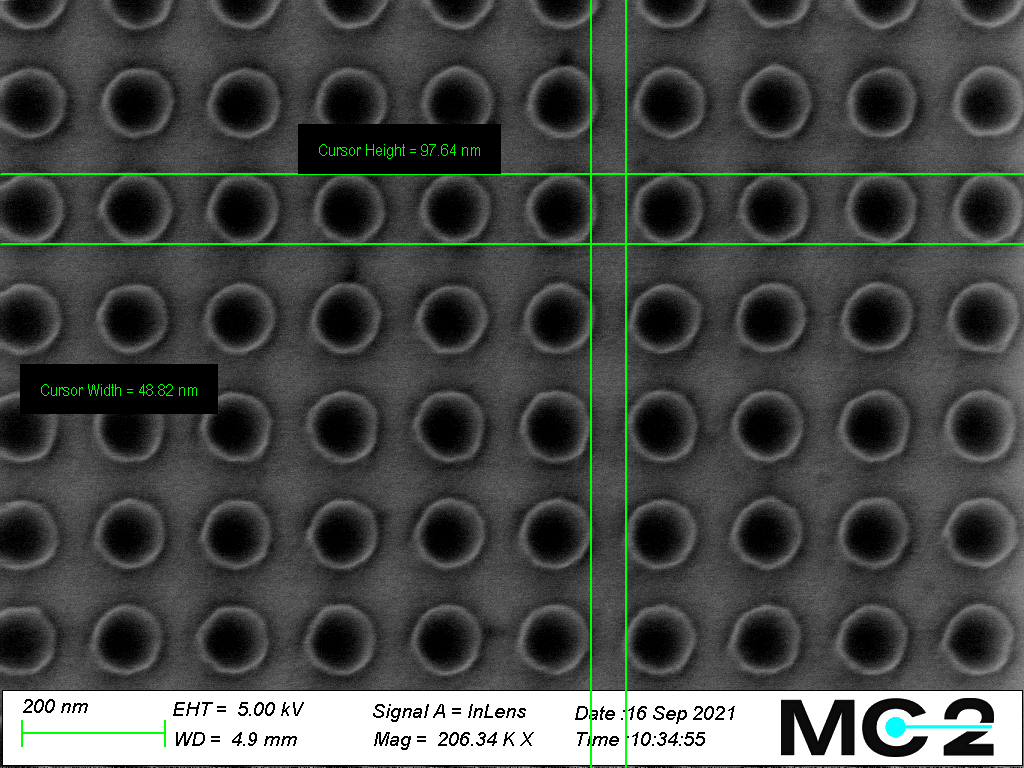 Cursor Height = 97.64 nm
Cursor Width = 48.82 nm
200 nm
EHT = 5.00 kV
WD = 4.9 mm
Signal A = InLens
Mag = 206.34 K X
Date :16 Sep 2021
Time :10:34:55
MC2